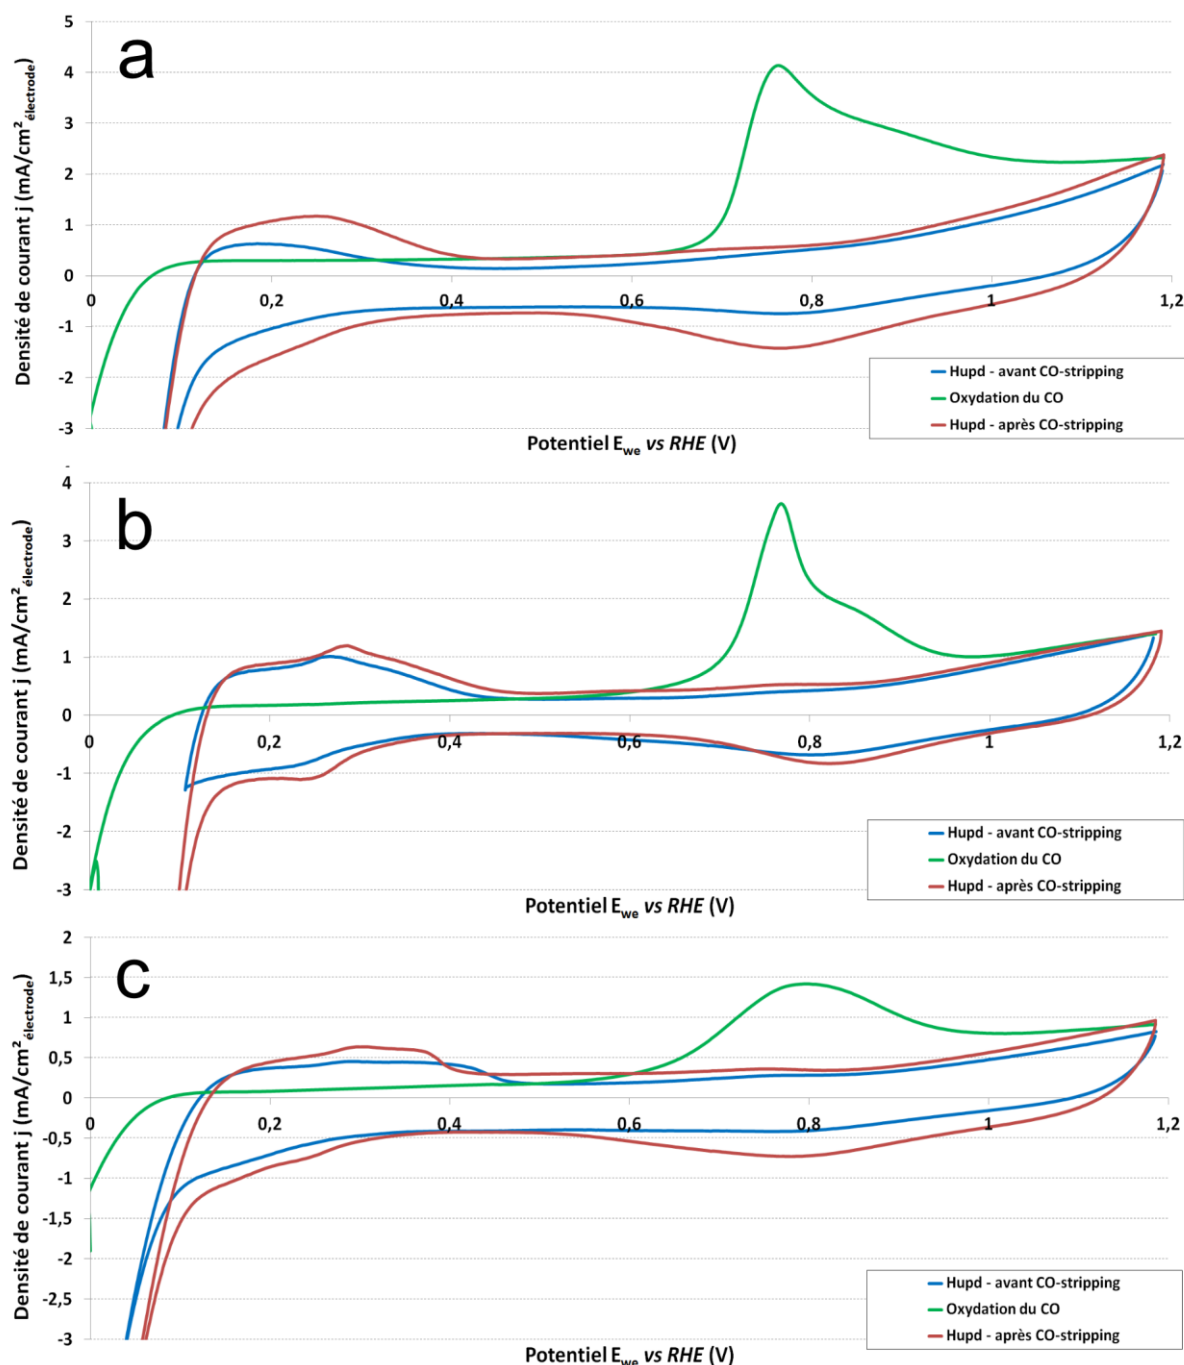 a
Densité de courant j (mA/cm²électrode)
5
4
3
2
1
0
-1
-2
-3
0
0,2
0,4
0,6
0,8
1
1,2
Hupd - avant CO-stripping
Oxydation du CO
Hupd - après CO-stripping
Potentiel Ewe vs RHE (V)
b
Densité de courant j (mA/cm²électrode)
4
3
2
1
0
-1
-2
-3
0
0,2
0,4
0,6
0,8
1
1,2
Hupd - avant CO-stripping
Oxydation du CO
Hupd - après CO-stripping
Potentiel Ewe vs RHE (V)
c
Densité de courant j (mA/cm²électrode)
2
1,5
1
0,5
0
-0,5
-1
-1,5
-2
-2,5
-3
0
0,2
0,4
0,6
0,8
1
1,2
Hupd - avant CO-stripping
Oxydation du CO
Hupd - après CO-stripping
Potentiel Ewe vs RHE (V)